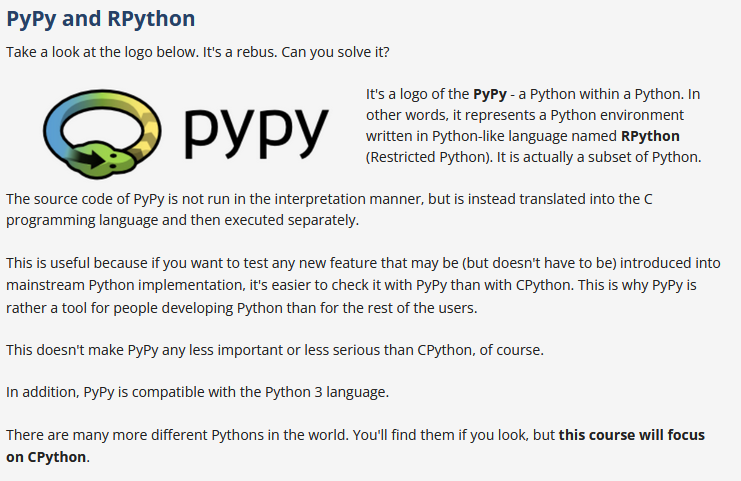 PyPy and RPython
Take a look at the logo below. It's a rebus. Can you solve it?
pypy
It's a logo of the PyPy - a Python within a Python. In
other words, it represents a Python environment
written in Python-like language named RPython
(Restricted Python). It is actually a subset of Python.
The source code of PyPy is not run in the interpretation manner, but is instead translated into the C
programming language and then executed separately.
This is useful because if you want to test any new feature that may be (but doesn't have to be) introduced into
mainstream Python implementation, it's easier to check it with PyPy than with CPython. This is why PyPy is
rather a tool for people developing Python than for the rest of the users.
This doesn't make PyPy any less important or less serious than CPython, of course.
In addition, PyPy is compatible with the Python 3 language.
There are many more different Pythons in the world. You'll find them if you look, but this course will focus
on CPython.